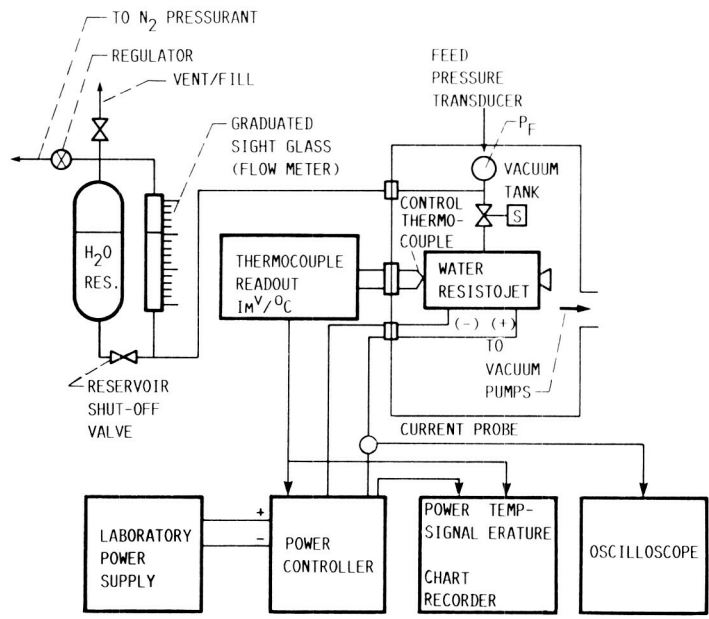 TO N2 PRESSURANT
REGULATOR
VENT/FILL
GRADUATED
SIGHT GLASS
(FLOW METER)
FEED
PRESSURE
TRANSDUCER
PF
VACUUM
TANK
S
CONTROL
THERMO-
COUPLE
H2O
RES.
THERMOCOUPLE
READOUT
IMV/OC
WATER
RESISTOJET
(-) (+)
TO
VACUUM
PUMPS
RESERVOIR
SHUT-OFF
VALVE
CURRENT PROBE
LABORATORY
POWER
SUPPLY
+
-
POWER
CONTROLLER
POWER TEMP-
SIGNAL ERATURE
CHART
RECORDER
OSCILLOSCOPE